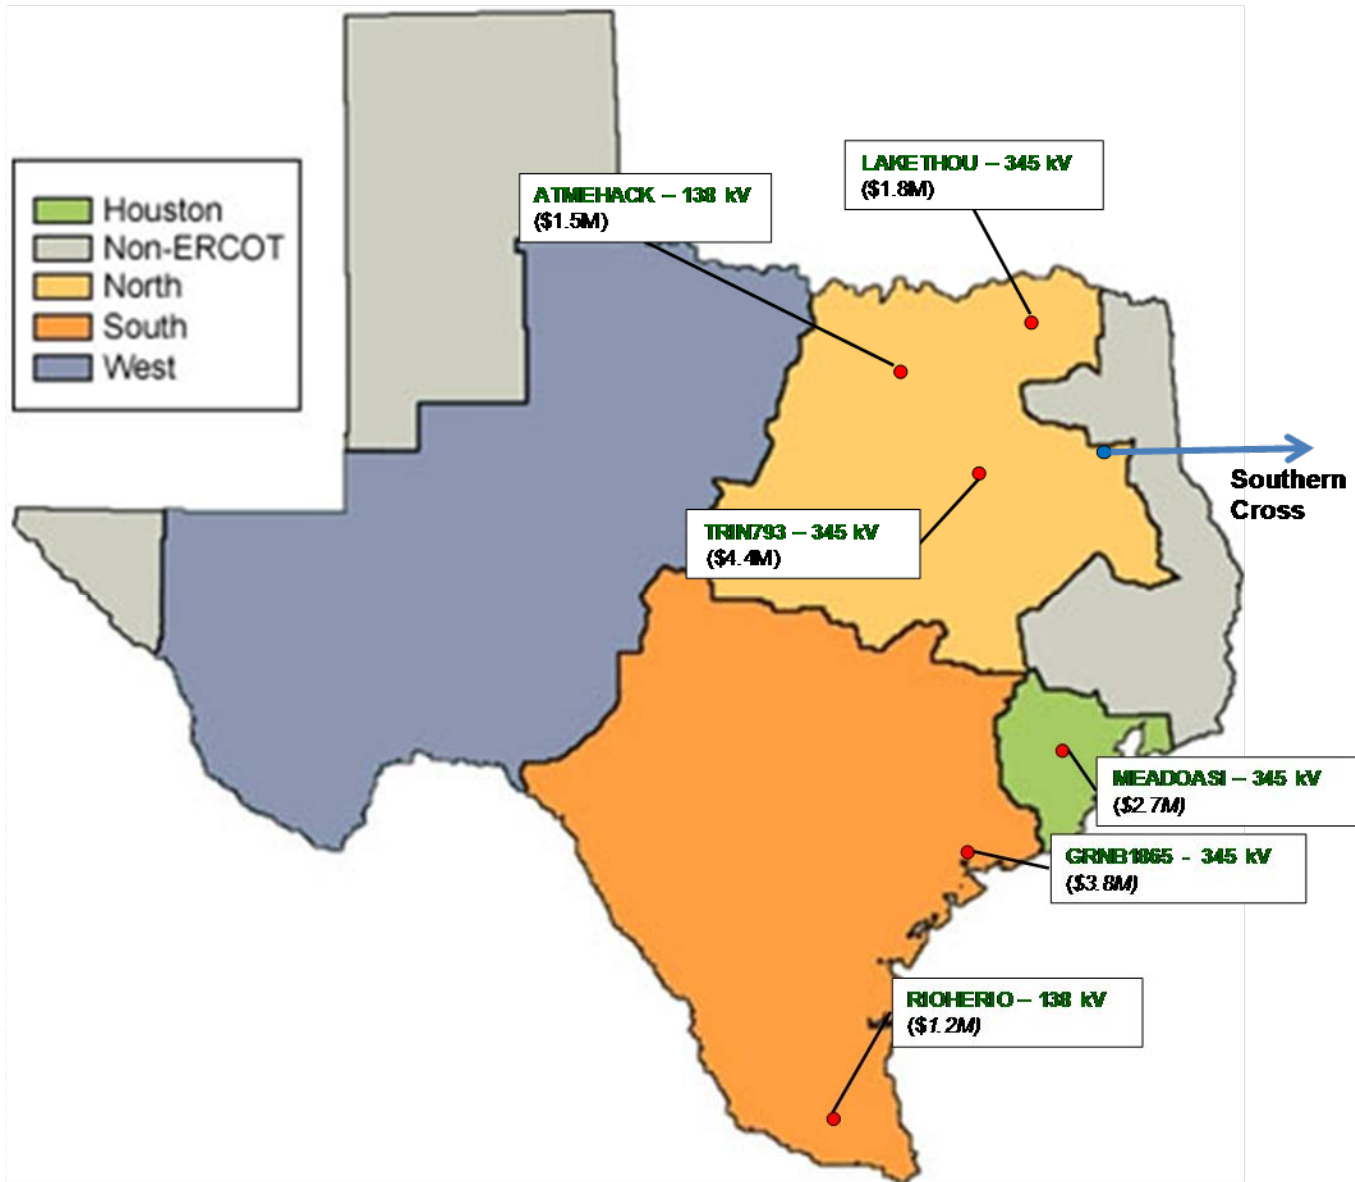 LAKETHOU – 345 kV
($1.8M)
ATMEHACK – 138 kV
($1.5M)
Houston
Non-ERCOT
North
South
West
Southern
Cross
TRIN793 – 345 kV
($4.4M)
MEADOASI – 345 kV
($2.7M)
GRNB1865 - 345 kV
($3.8M)
RIOHERIO – 138 kV
($1.2M)